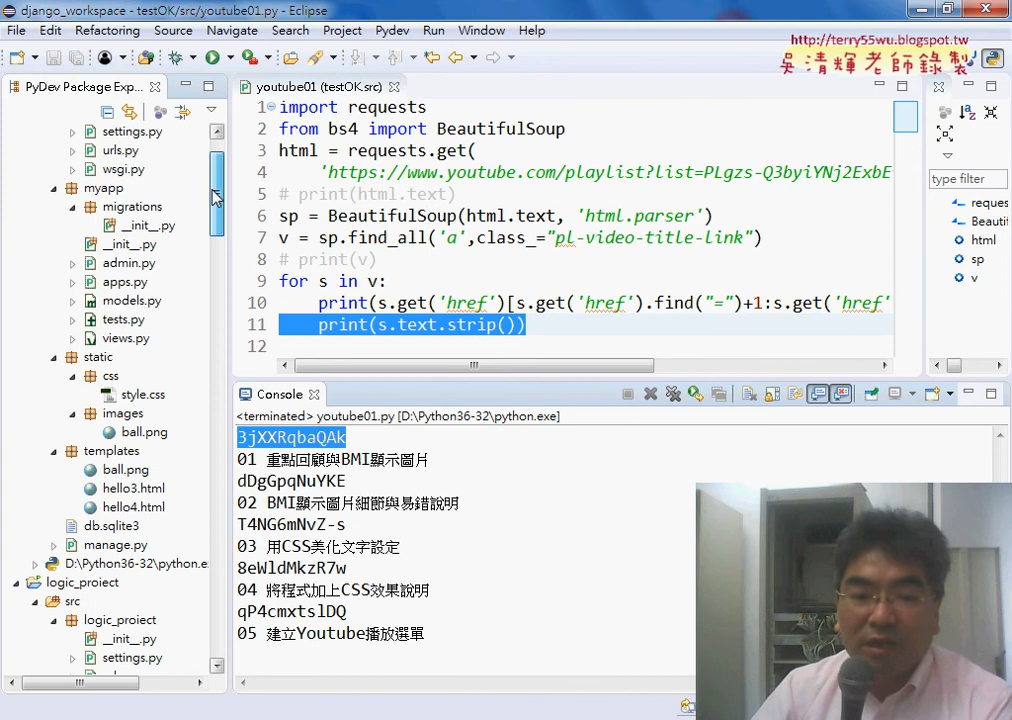 django_workspace - testOK/src/youtube01.py - Eclipse
File Edit Refactoring Source Navigate Search Project Pydev Run Window Help
http://terry55wu.blogspot.tw
吳清輝老師錄製
PyDev Package Exp...
settings.py
urls.py
wsgi.py
myapp
migrations
__init__.py
__init__.py
admin.py
apps.py
models.py
tests.py
views.py
static
css
style.css
images
ball.png
templates
ball.png
hello3.html
hello4.html
db.sqlite3
manage.py
D:\Python36-32\python.e
logic_project
src
logic_project
__init__.py
settings.py
youtube01.py (testOK.src)
1 import requests
2 from bs4 import BeautifulSoup
3 html = requests.get(
4 'https://www.youtube.com/playlist?list=PLgzs-Q3byiYNj2ExbE
5 # print(html.text)
6 sp = BeautifulSoup(html.text, 'html.parser')
7 v = sp.find_all('a',class_="pl-video-title-link")
8 # print(v)
9 for s in v:
10 print(s.get('href')[s.get('href').find("=")+1:s.get('href'
11 print(s.text.strip())
12
type filter
reques
Beauti
html
sp
v
Console
<terminated> youtube01.py [D:\Python36-32\python.exe]
3jXXRqbaQAk
01 重點回顧與BMI顯示圖片
dDgGpqNuYKE
02 BMI顯示圖片細節與易錯說明
T4NG6mNvZ-s
03 用CSS美化文字設定
8eWldMkzR7w
04 將程式加上CSS效果說明
qP4cmxtslDQ
05 建立Youtube播放選單